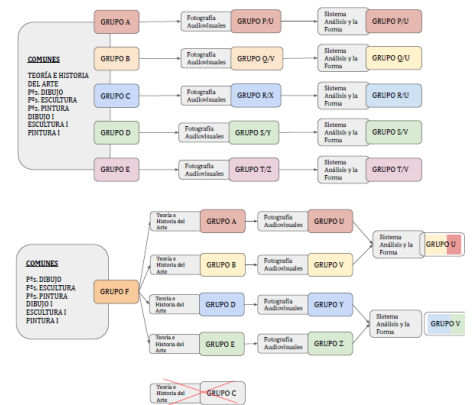 COMUNES
TEORÍA E HISTORIA
DEL ARTE
Pºs. DIBUJO
Pºs. ESCULTURA
Pºs. PINTURA
DIBUJO I
ESCULTURA I
PINTURA I
GRUPO A
Fotografía
Audiovisuales
GRUPO P/U
Sistema
Análisis y la
Forma
GRUPO P/U
GRUPO B
Fotografía
Audiovisuales
GRUPO Q/V
Sistema
Análisis y la
Forma
GRUPO Q/U
GRUPO C
Fotografía
Audiovisuales
GRUPO R/X
Sistema
Análisis y la
Forma
GRUPO R/U
GRUPO D
Fotografía
Audiovisuales
GRUPO S/Y
Sistema
Análisis y la
Forma
GRUPO S/V
GRUPO E
Fotografía
Audiovisuales
GRUPO T/Z
Sistema
Análisis y la
Forma
GRUPO T/V
COMUNES
Pºs. DIBUJO
Pºs. ESCULTURA
Pºs. PINTURA
DIBUJO I
ESCULTURA I
PINTURA I
GRUPO F
Teoría e
Historia del
Arte
GRUPO A
Fotografía
Audiovisuales
GRUPO U
Teoría e
Historia del
Arte
GRUPO B
Fotografía
Audiovisuales
GRUPO V
Sistema
Análisis y la
Forma
GRUPO U
Teoría e
Historia del
Arte
GRUPO D
Fotografía
Audiovisuales
GRUPO Y
Teoría e
Historia del
Arte
GRUPO E
Fotografía
Audiovisuales
GRUPO Z
Sistema
Análisis y la
Forma
GRUPO V
Teoría e
Historia del
Arte
GRUPO C